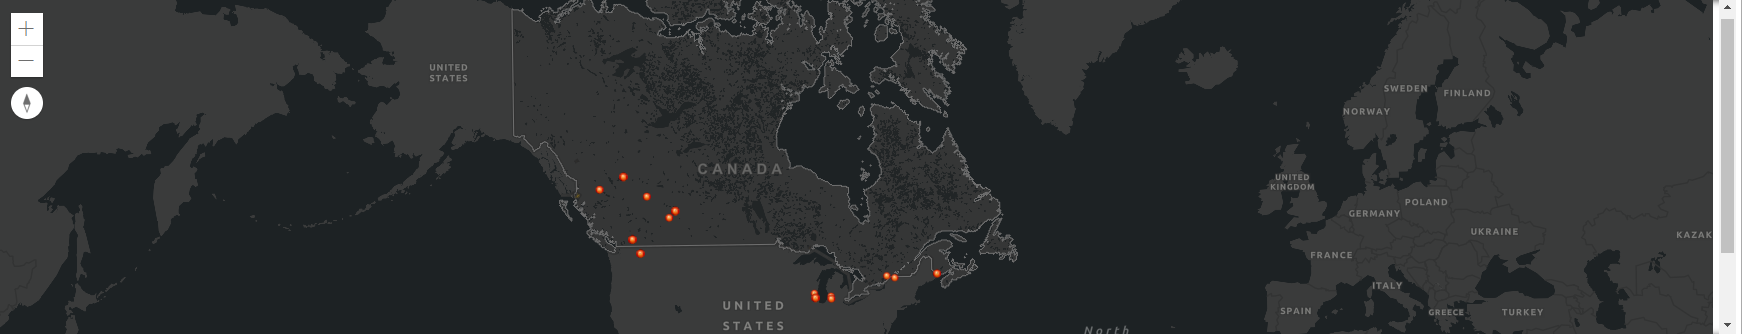 UNITED
STATES
CANADA
UNITED
STATES
North
SWEDEN
FINLAND
NORWAY
UNITED
KINGDOM
POLAND
GERMANY
UKRAINE
KAZAK
FRANCE
ITALY
SPAIN
GREECE
TURKEY